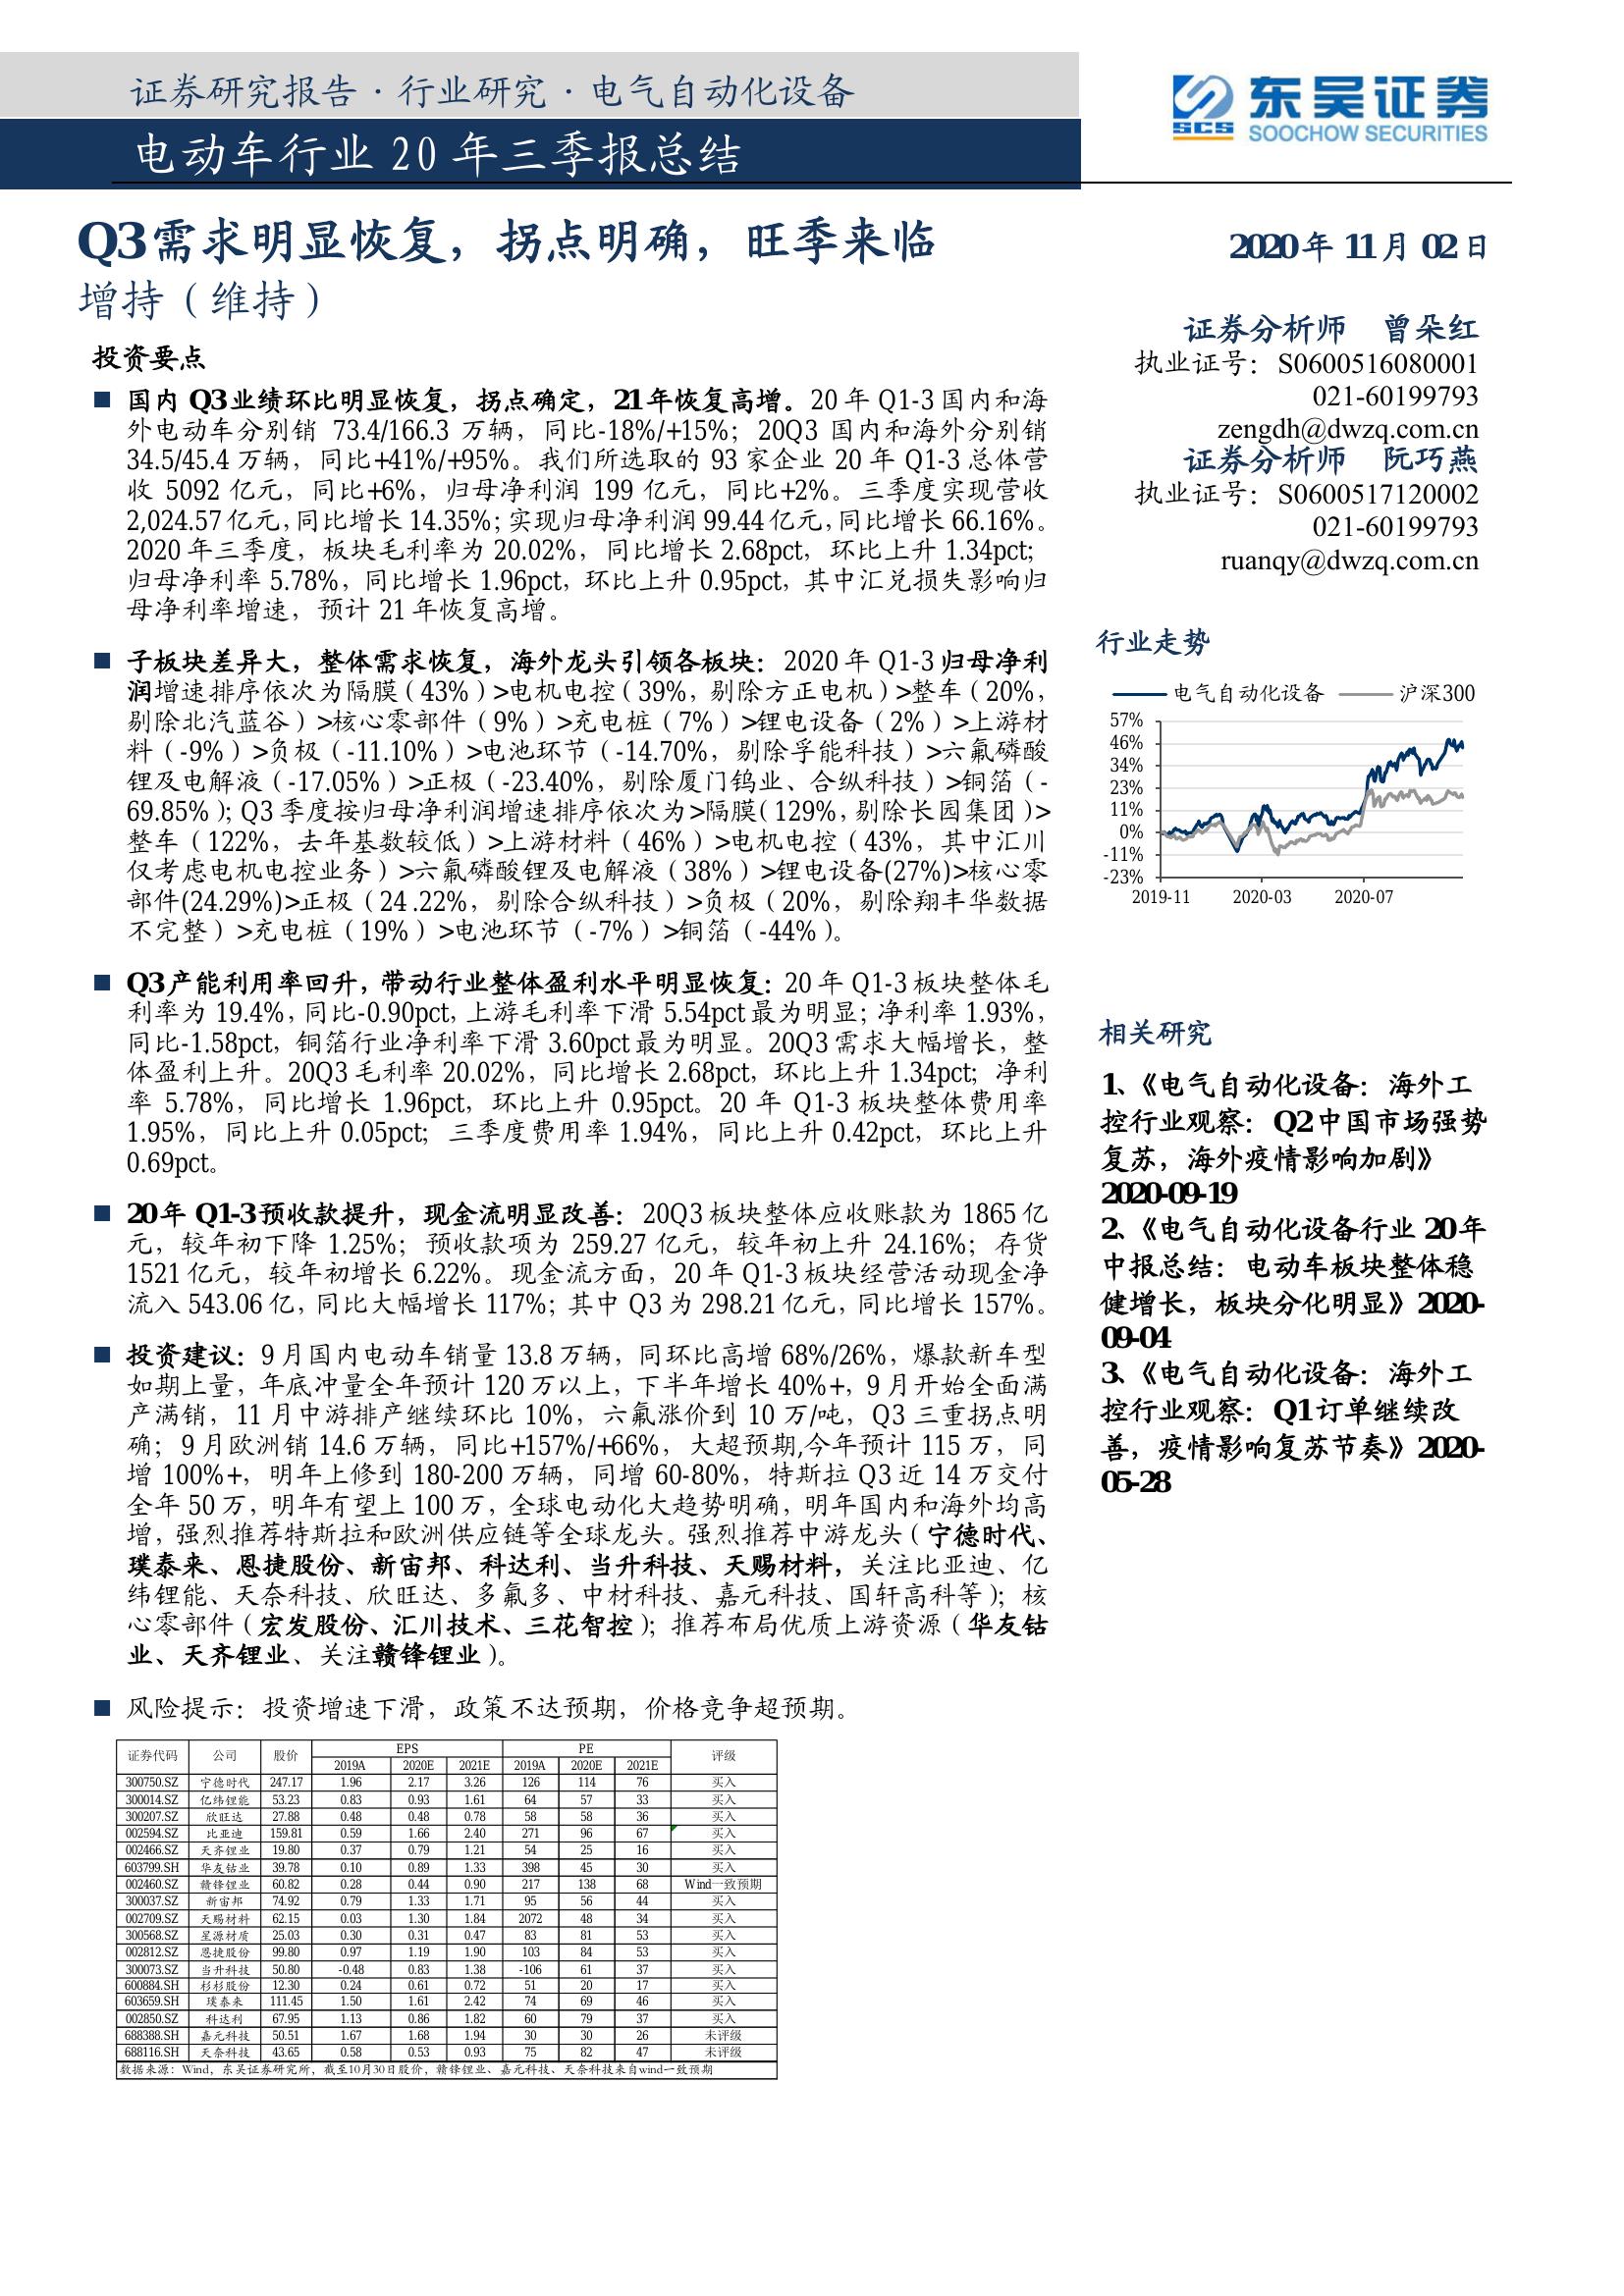 证券研究报告·行业研究·电气自动化设备
东吴证券
SCS
SOOCHOW SECURITIES
电动车行业 20 年三季报总结
Q3 需求明显恢复，拐点明确，旺季来临
增持（维持）
投资要点
■ 国内 Q3 业绩环比明显恢复，拐点确定，21 年恢复高增。20 年 Q1-3 国内和海
外电动车分别销 73.4/166.3 万辆，同比-18%/+15%；20Q3 国内和海外分别销
34.5/45.4 万辆，同比+41%/+95%。我们所选取的 93 家企业 20 年 Q1-3 总体营
收 5092 亿元，同比+6%，归母净利润 199 亿元，同比+2%。三季度实现营收
2,024.57 亿元，同比增长 14.35%；实现归母净利润 99.44 亿元，同比增长 66.16%。
2020 年三季度，板块毛利率为 20.02%，同比增长 2.68pct，环比上升 1.34pct；
归母净利率 5.78%，同比增长 1.96pct，环比上升 0.95pct，其中汇兑损失影响归
母净利率增速，预计 21 年恢复高增。
■ 子板块差异大，整体需求恢复，海外龙头引领各板块：2020 年 Q1-3 归母净利
润增速排序依次为隔膜（43%）>电机电控（39%，剔除方正电机）>整车（20%，
剔除北汽蓝谷）>核心零部件（9%）>充电桩（7%）>锂电设备（2%）>上游材
料（-9%）>负极（-11.10%）>电池环节（-14.70%，剔除孚能科技）>六氟磷酸
锂及电解液（-17.05%）>正极（-23.40%，剔除厦门钨业、合纵科技）>铜箔（-
69.85%）；Q3 季度按归母净利润增速排序依次为>隔膜（129%，剔除长园集团）>
整车（122%，去年基数较低）>上游材料（46%）>电机电控（43%，其中汇川
仅考虑电机电控业务）>六氟磷酸锂及电解液（38%）>锂电设备(27%)>核心零
部件(24.29%)>正极（24 .22%，剔除合纵科技）>负极（20%，剔除翔丰华数据
不完整）>充电桩（19%）>电池环节（-7%）>铜箔（-44%）。
■ Q3 产能利用率回升，带动行业整体盈利水平明显恢复：20 年 Q1-3 板块整体毛
利率为 19.4%，同比-0.90pct，上游毛利率下滑 5.54pct 最为明显；净利率 1.93%，
同比-1.58pct，铜箔行业净利率下滑 3.60pct 最为明显。20Q3 需求大幅增长，整
体盈利上升。20Q3 毛利率 20.02%，同比增长 2.68pct，环比上升 1.34pct；净利
率 5.78%，同比增长 1.96pct，环比上升 0.95pct。20 年 Q1-3 板块整体费用率
1.95%，同比上升 0.05pct；三季度费用率 1.94%，同比上升 0.42pct，环比上升
0.69pct。
■ 20 年 Q1-3 预收款提升，现金流明显改善：20Q3 板块整体应收账款为 1865 亿
元，较年初下降 1.25%；预收款项为 259.27 亿元，较年初上升 24.16%；存货
1521 亿元，较年初增长 6.22%。现金流方面，20 年 Q1-3 板块经营活动现金净
流入 543.06 亿，同比大幅增长 117%；其中 Q3 为 298.21 亿元，同比增长 157%。
■ 投资建议：9 月国内电动车销量 13.8 万辆，同环比高增 68%/26%，爆款新车型
如期上量，年底冲量全年预计 120 万以上，下半年增长 40%+，9 月开始全面满
产满销，11 月中游排产继续环比 10%，六氟涨价到 10 万/吨，Q3 三重拐点明
确；9 月欧洲销 14.6 万辆，同比+157%/+66%，大超预期,今年预计 115 万，同
增 100%+，明年上修到 180-200 万辆，同增 60-80%，特斯拉 Q3 近 14 万交付
全年 50 万，明年有望上 100 万，全球电动化大趋势明确，明年国内和海外均高
增，强烈推荐特斯拉和欧洲供应链等全球龙头。强烈推荐中游龙头（宁德时代、
璞泰来、恩捷股份、新宙邦、科达利、当升科技、天赐材料，关注比亚迪、亿
纬锂能、天奈科技、欣旺达、多氟多、中材科技、嘉元科技、国轩高科等）；核
心零部件（宏发股份、汇川技术、三花智控）；推荐布局优质上游资源（华友钴
业、天齐锂业、关注赣锋锂业）。
■ 风险提示：投资增速下滑，政策不达预期，价格竞争超预期。
证券代码 公司 股价 EPS PE 评级
2019A 2020E 2021E 2019A 2020E 2021E
300750.SZ 宁德时代 247.17 1.96 2.17 3.26 126 114 76 买入
300014.SZ 亿纬锂能 53.23 0.83 0.93 1.61 64 57 33 买入
300207.SZ 欣旺达 27.88 0.48 0.48 0.78 58 58 36 买入
002594.SZ 比亚迪 159.81 0.59 1.66 2.40 271 96 67 买入
002466.SZ 天齐锂业 19.80 0.37 0.79 1.21 54 25 16 买入
603799.SH 华友钴业 39.78 0.10 0.89 1.33 398 45 30 买入
002460.SZ 赣锋锂业 60.82 0.28 0.44 0.90 217 138 68 Wind一致预期
300037.SZ 新宙邦 74.92 0.79 1.33 1.71 95 56 44 买入
002709.SZ 天赐材料 62.15 0.03 1.30 1.84 2072 48 34 买入
300568.SZ 星源材质 25.03 0.30 0.31 0.47 83 81 53 买入
002812.SZ 恩捷股份 99.80 0.97 1.19 1.90 103 84 53 买入
300073.SZ 当升科技 50.80 -0.48 0.83 1.38 -106 61 37 买入
600884.SH 杉杉股份 12.30 0.24 0.61 0.72 51 20 17 买入
603659.SH 璞泰来 111.45 1.50 1.61 2.42 74 69 46 买入
002850.SZ 科达利 67.95 1.13 0.86 1.82 60 79 37 买入
688388.SH 嘉元科技 50.51 1.67 1.68 1.94 30 30 26 未评级
688116.SH 天奈科技 43.65 0.58 0.53 0.93 75 82 47 未评级
数据来源：Wind，东吴证券研究所，截至10月30日股价，赣锋锂业、嘉元科技、天奈科技来自wind一致预期
2020 年 11 月 02 日
证券分析师 曾朵红
执业证号：S0600516080001
021-60199793
zengdh@dwzq.com.cn
证券分析师 阮巧燕
执业证号：S0600517120002
021-60199793
ruanqy@dwzq.com.cn
行业走势
电气自动化设备 沪深300
57%
46%
34%
23%
11%
0%
-11%
-23%
2019-11 2020-03 2020-07
相关研究
1、《电气自动化设备：海外工
控行业观察：Q2 中国市场强势
复苏，海外疫情影响加剧》
2020-09-19
2、《电气自动化设备行业 20 年
中报总结：电动车板块整体稳
健增长，板块分化明显》2020-
09-04
3、《电气自动化设备：海外工
控行业观察：Q1 订单继续改
善，疫情影响复苏节奏》2020-
05-28